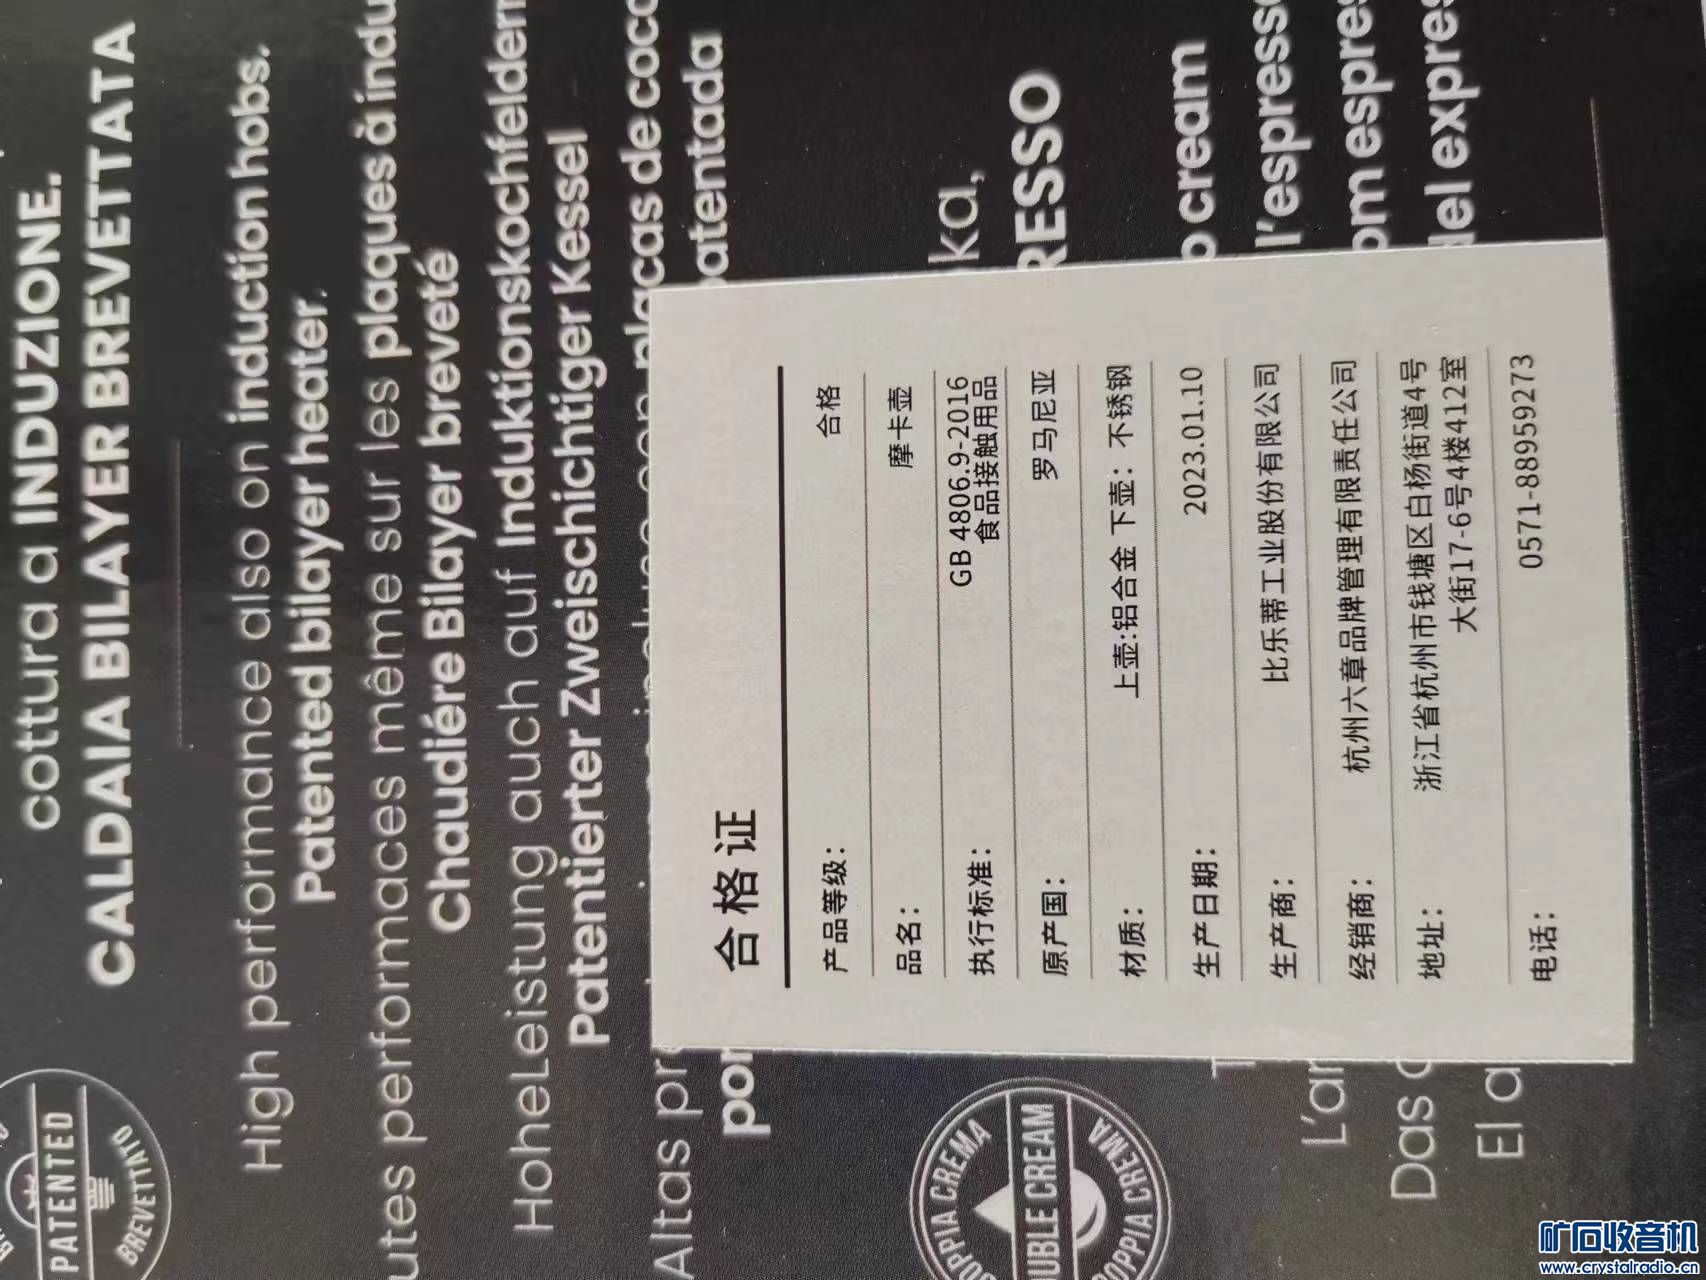 cottura a INDUZIONE.
CALDAIA BILAYER BREVETTATA
High performance also on induction hobs.
Patented bilayer heater.
utes performances même sur les plaques à indu
Chaudiére Bilayer breveté
HoheLeistung auch auf Induktionskochfeldern
Patentierter Zweischichtiger Kessel
Altas pr
placas de coco
por
patentada
PATENTED
BREVETTATO
ka,
RESSO
cream
l'espresso
om espres
del expres
L'ar
Das
El a
DOPPIA CREMA
DOUBLE CREAM
DOPPIA CREMA
合格证
产品等级： 合格
品名： 摩卡壶
执行标准： GB 4806.9-2016
食品接触用品
原产国： 罗马尼亚
材质： 上壶:铝合金 下壶：不锈钢
生产日期： 2023.01.10
生产商： 比乐蒂工业股份有限公司
经销商： 杭州六章品牌管理有限责任公司
地址： 浙江省杭州市钱塘区白杨街道4号
大街17-6号4楼412室
电话： 0571-88959273
矿石收音机
www.crystalradio.cn